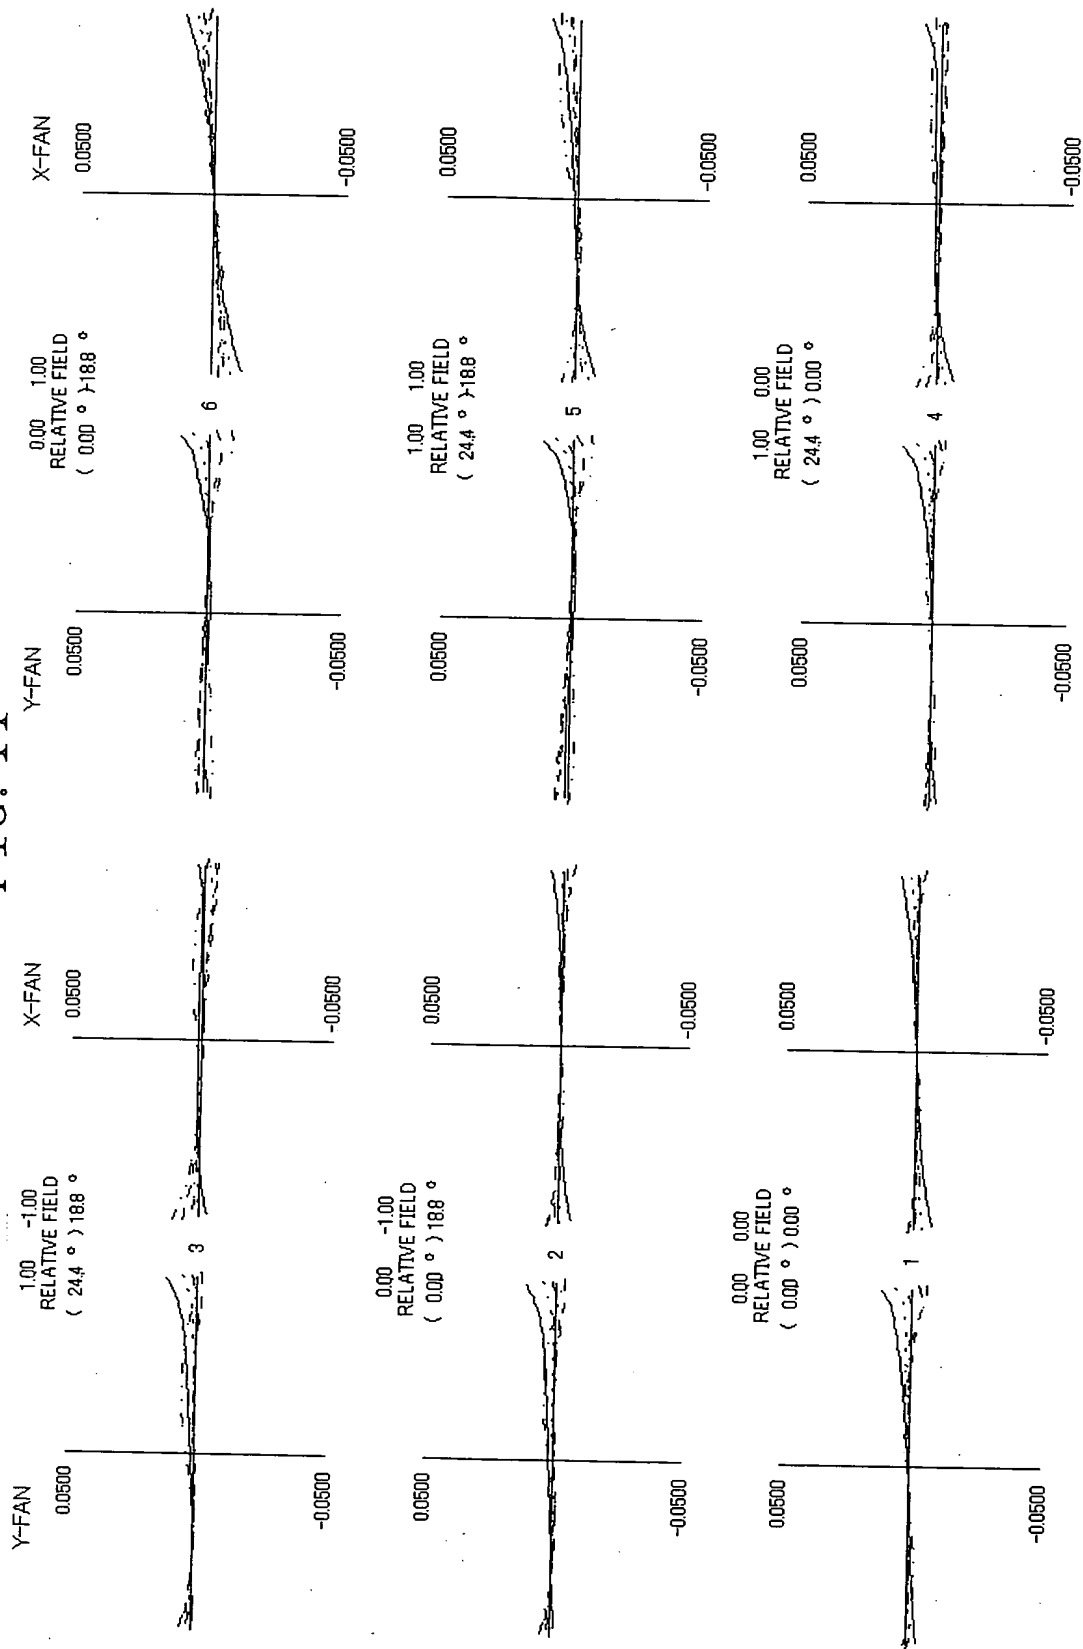 Y-FAN
X-FAN
0.0500
1.00 -1.00
RELATIVE FIELD
( 24.4 ° ) 18.8 °
0.0500
-0.0500
3
-0.0500
0.0500
0.00 -1.00
RELATIVE FIELD
( 0.00 ° ) 18.8 °
0.0500
-0.0500
2
-0.0500
0.0500
0.00 0.00
RELATIVE FIELD
( 0.00 ° ) 0.00 °
0.0500
-0.0500
1
-0.0500
Y-FAN
X-FAN
0.0500
0.00 1.00
RELATIVE FIELD
( 0.00 ° )-18.8 °
0.0500
-0.0500
6
-0.0500
0.0500
1.00 1.00
RELATIVE FIELD
( 24.4 ° )-18.8 °
0.0500
-0.0500
5
-0.0500
0.0500
1.00 0.00
RELATIVE FIELD
( 24.4 ° ) 0.00 °
0.0500
-0.0500
4
-0.0500